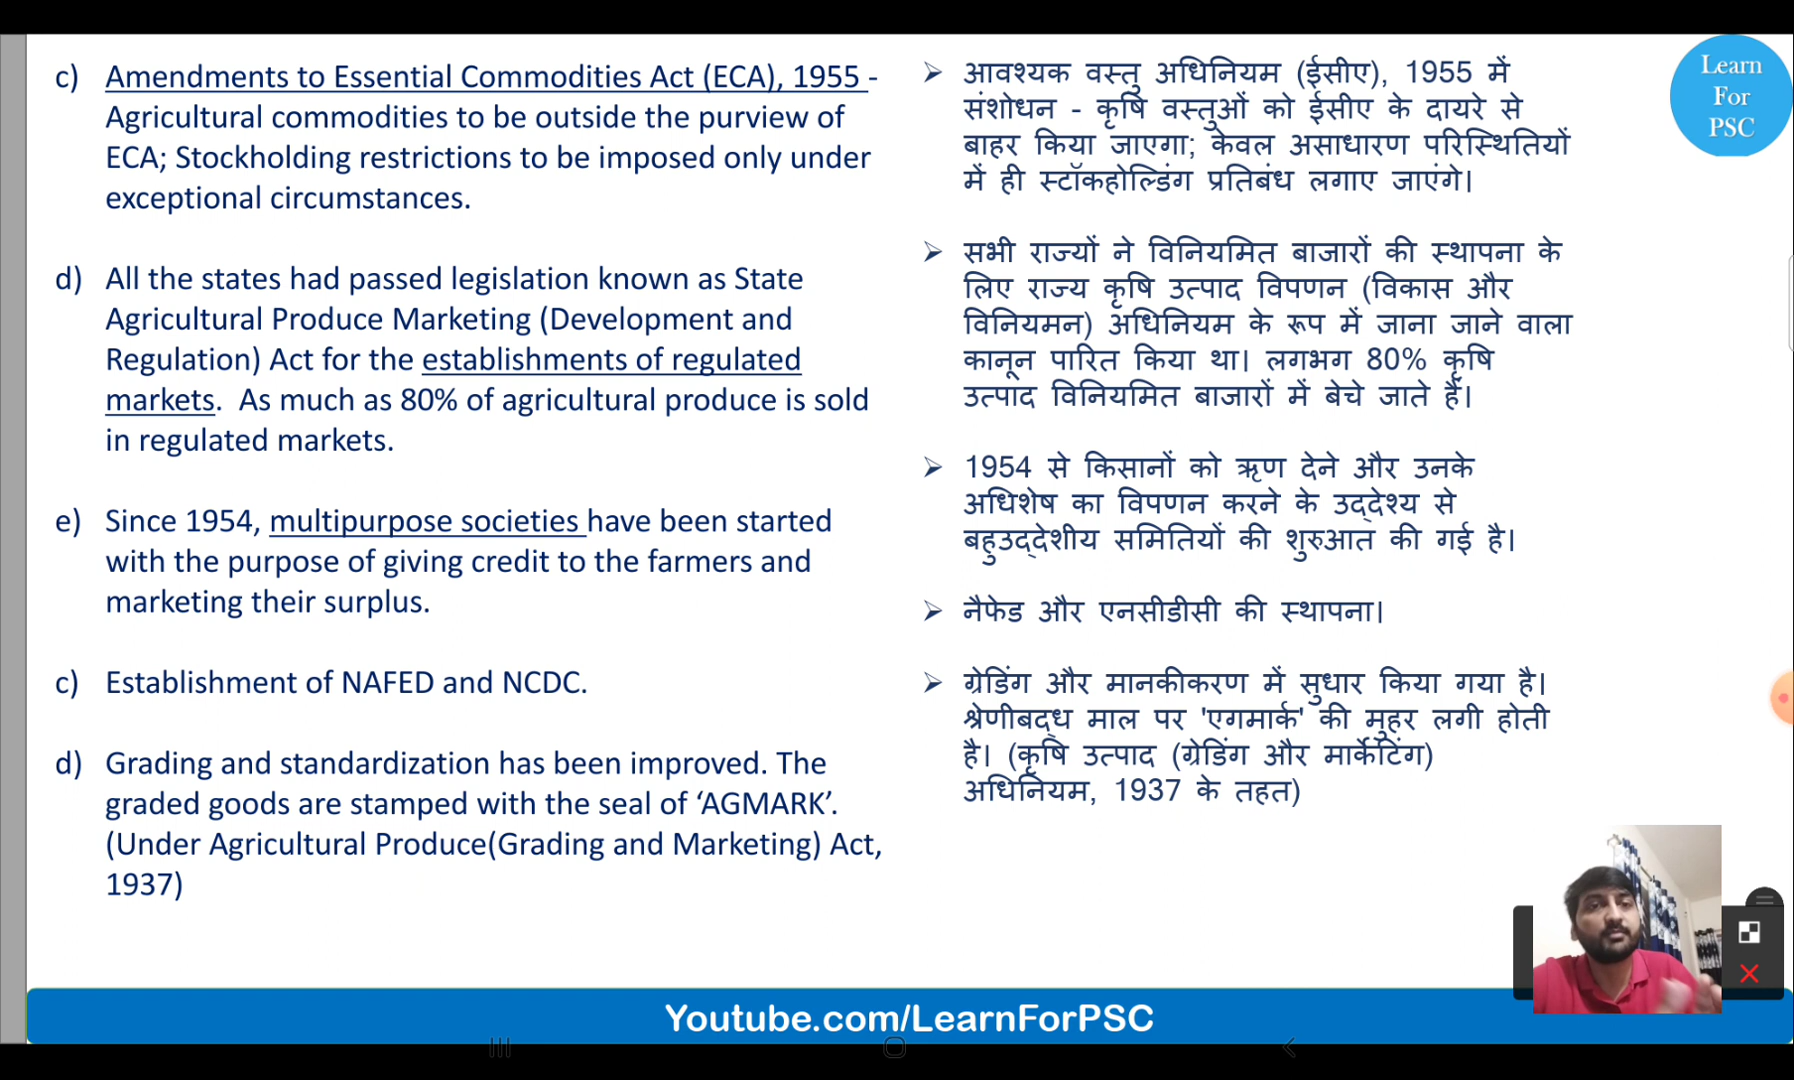 c) Amendments to Essential Commodities Act (ECA), 1955 -
Agricultural commodities to be outside the purview of
ECA; Stockholding restrictions to be imposed only under
exceptional circumstances.
d) All the states had passed legislation known as State
Agricultural Produce Marketing (Development and
Regulation) Act for the establishments of regulated
markets. As much as 80% of agricultural produce is sold
in regulated markets.
e) Since 1954, multipurpose societies have been started
with the purpose of giving credit to the farmers and
marketing their surplus.
c) Establishment of NAFED and NCDC.
d) Grading and standardization has been improved. The
graded goods are stamped with the seal of ‘AGMARK’.
(Under Agricultural Produce(Grading and Marketing) Act,
1937)
➢ आवश्यक वस्तु अधिनियम (ईसीए), 1955 में
संशोधन - कृषि वस्तुओं को ईसीए के दायरे से
बाहर किया जाएगा; केवल असाधारण परिस्थितियों
में ही स्टॉकहोल्डिंग प्रतिबंध लगाए जाएंगे।
➢ सभी राज्यों ने विनियमित बाजारों की स्थापना के
लिए राज्य कृषि उत्पाद विपणन (विकास और
विनियमन) अधिनियम के रूप में जाना जाने वाला
कानून पारित किया था। लगभग 80% कृषि
उत्पाद विनियमित बाजारों में बेचे जाते हैं।
➢ 1954 से किसानों को ऋण देने और उनके
अधिशेष का विपणन करने के उद्देश्य से
बहुउद्देशीय समितियों की शुरुआत की गई है।
➢ नैफेड और एनसीडीसी की स्थापना।
➢ ग्रेडिंग और मानकीकरण में सुधार किया गया है।
श्रेणीबद्ध माल पर 'एगमार्क' की मुहर लगी होती
है। (कृषि उत्पाद (ग्रेडिंग और मार्केटिंग)
अधिनियम, 1937 के तहत)
Learn
For
PSC
Youtube.com/LearnForPSC